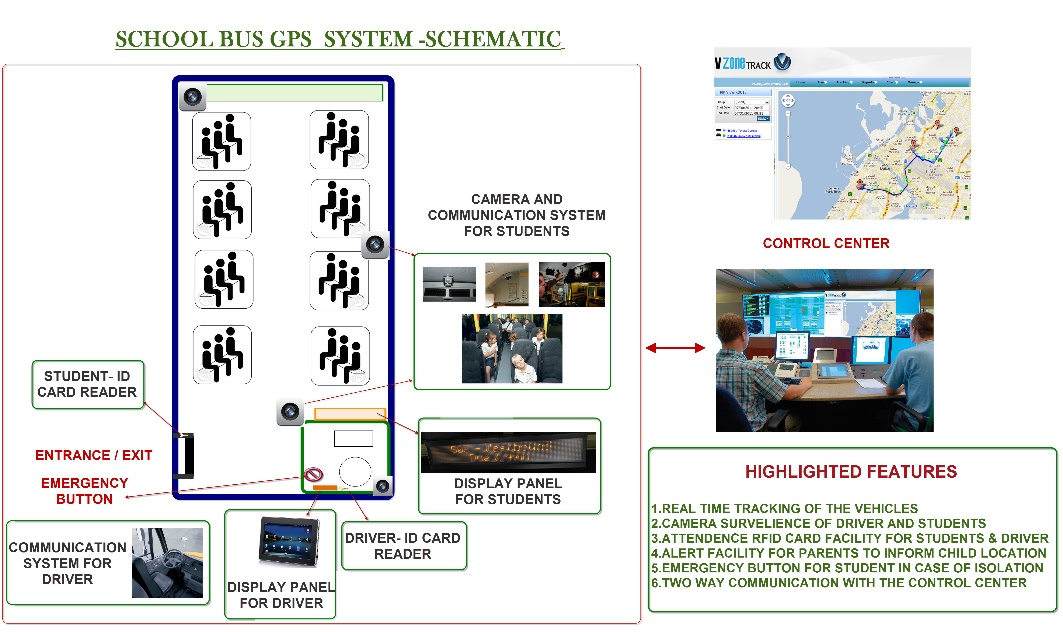 SCHOOL BUS GPS SYSTEM -SCHEMATIC
VZONETRACK
CONTROL CENTER
CAMERA AND
COMMUNICATION SYSTEM
FOR STUDENTS
STUDENT- ID
CARD READER
ENTRANCE / EXIT
EMERGENCY
BUTTON
DISPLAY PANEL
FOR STUDENTS
COMMUNICATION
SYSTEM FOR
DRIVER
DISPLAY PANEL
FOR DRIVER
DRIVER- ID CARD
READER
HIGHLIGHTED FEATURES
1.REAL TIME TRACKING OF THE VEHICLES
2.CAMERA SURVELIENCE OF DRIVER AND STUDENTS
3.ATTENDENCE RFID CARD FACILITY FOR STUDENTS & DRIVER
4.ALERT FACILITY FOR PARENTS TO INFORM CHILD LOCATION
5.EMERGENCY BUTTON FOR STUDENT IN CASE OF ISOLATION
6.TWO WAY COMMUNICATION WITH THE CONTROL CENTER